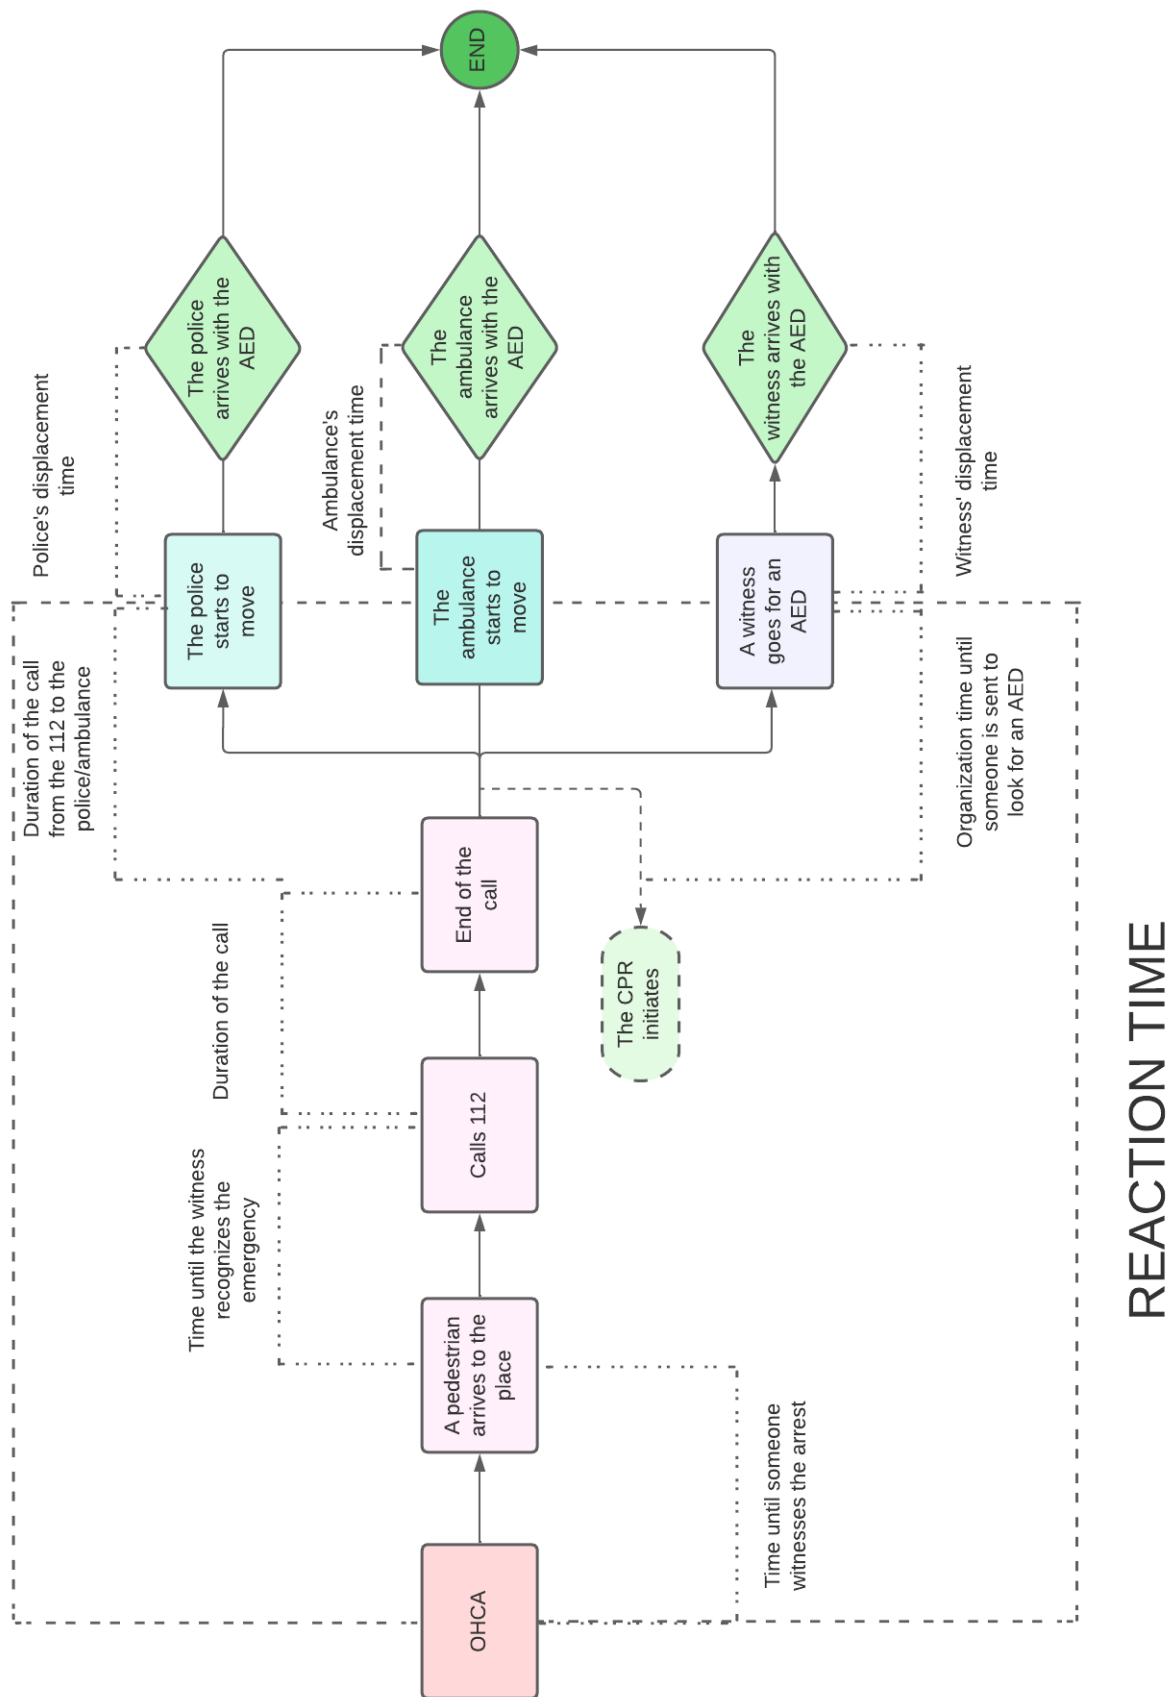 OHCA
Time until someone
witnesses the arrest
A pedestrian
arrives to the
place
Time until the witness
recognizes the
emergency
Calls 112
Duration of the call
End of the
call
The CPR
initiates
Duration of the call
from the 112 to the
police/ambulance
Organization time until
someone is sent to
look for an AED
The police
starts to
move
The
ambulance
starts to
move
A witness
goes for an
AED
Police's displacement
time
Ambulance's
displacement time
Witness' displacement
time
The police
arrives with the
AED
The
ambulance
arrives with the
AED
The
witness arrives with
the AED
END
REACTION TIME